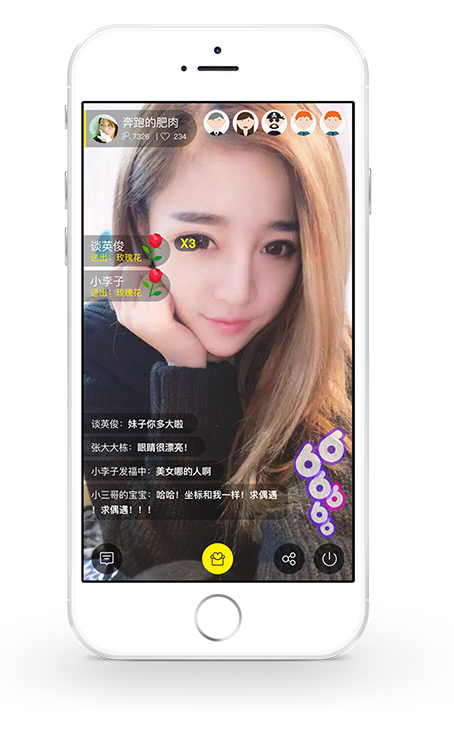 奔跑的肥肉
7326 | 234
谈英俊
送出：玫瑰花
X3
小李子
送出：玫瑰花
谈英俊：妹子你多大啦
张大大栋：眼睛很漂亮！
小李子发福中：美女哪的人啊
小三哥的宝宝：哈哈！坐标和我一样！求偶遇
！求偶遇！！！
666
66